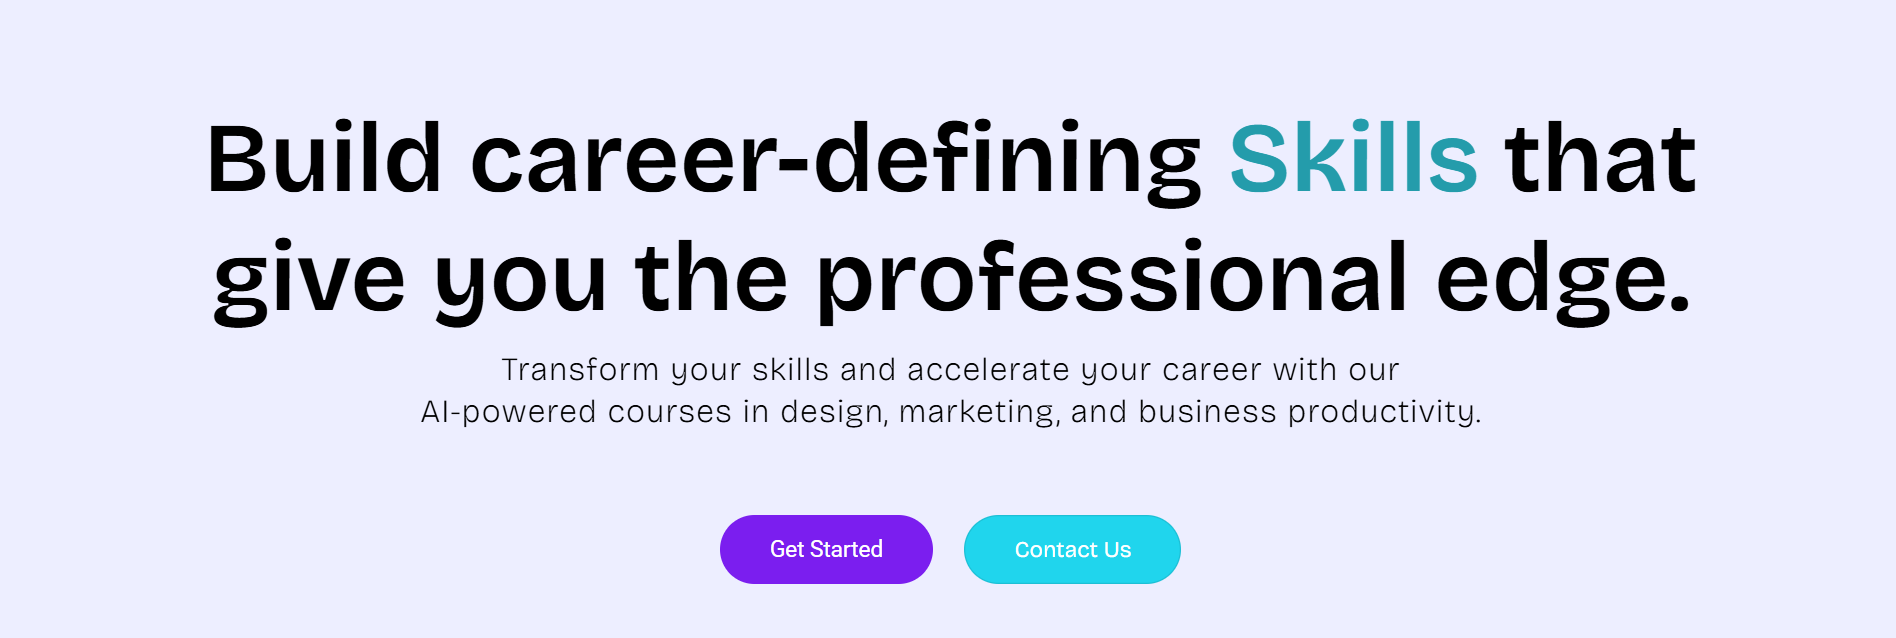 Build career-defining Skills that
give you the professional edge.
Transform your skills and accelerate your career with our
AI-powered courses in design, marketing, and business productivity.
Get Started
Contact Us